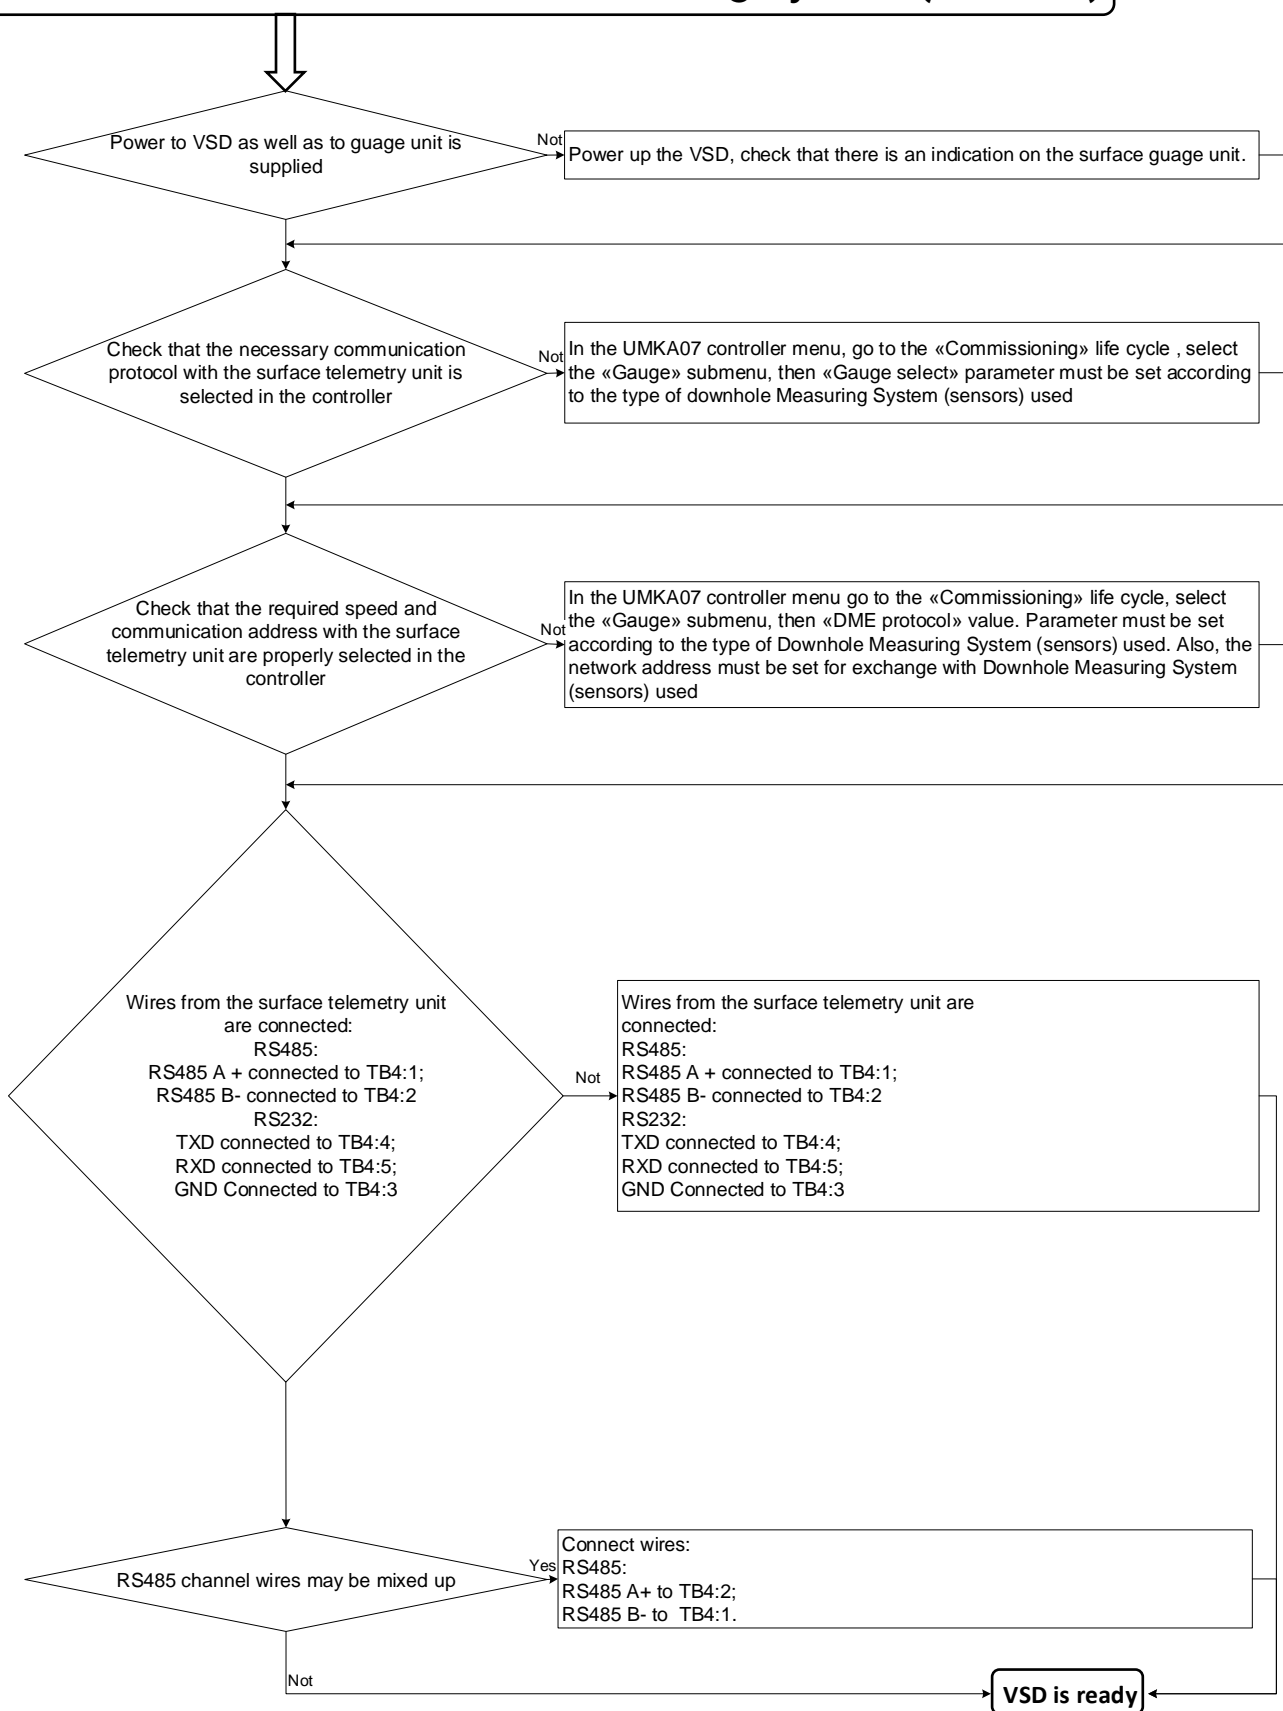 Power to VSD as well as to guage unit is
supplied
Not
Power up the VSD, check that there is an indication on the surface guage unit.
Check that the necessary communication
protocol with the surface telemetry unit is
selected in the controller
Not
In the UMKA07 controller menu, go to the «Commissioning» life cycle , select
the «Gauge» submenu, then «Gauge select» parameter must be set according
to the type of downhole Measuring System (sensors) used
Check that the required speed and
communication address with the surface
telemetry unit are properly selected in the
controller
Not
In the UMKA07 controller menu go to the «Commissioning» life cycle, select
the «Gauge» submenu, then «DME protocol» value. Parameter must be set
according to the type of Downhole Measuring System (sensors) used. Also, the
network address must be set for exchange with Downhole Measuring System
(sensors) used
Wires from the surface telemetry unit
are connected:
RS485:
RS485 A + connected to TB4:1;
RS485 B- connected to TB4:2
RS232:
TXD connected to TB4:4;
RXD connected to TB4:5;
GND Connected to TB4:3
Not
Wires from the surface telemetry unit are
connected:
RS485:
RS485 A + connected to TB4:1;
RS485 B- connected to TB4:2
RS232:
TXD connected to TB4:4;
RXD connected to TB4:5;
GND Connected to TB4:3
RS485 channel wires may be mixed up
Yes
Connect wires:
RS485:
RS485 A+ to TB4:2;
RS485 B- to  TB4:1.
Not
VSD is ready